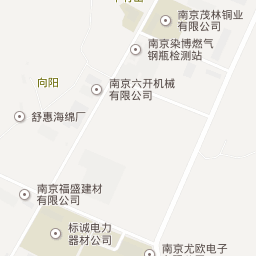 南京茂林铜业
有限公司
南京染博燃气
钢瓶检测站
向阳
南京六开机械
有限公司
舒惠海绵厂
南京福盛建材
有限公司
标诚电力
器材公司
南京尤欧电子